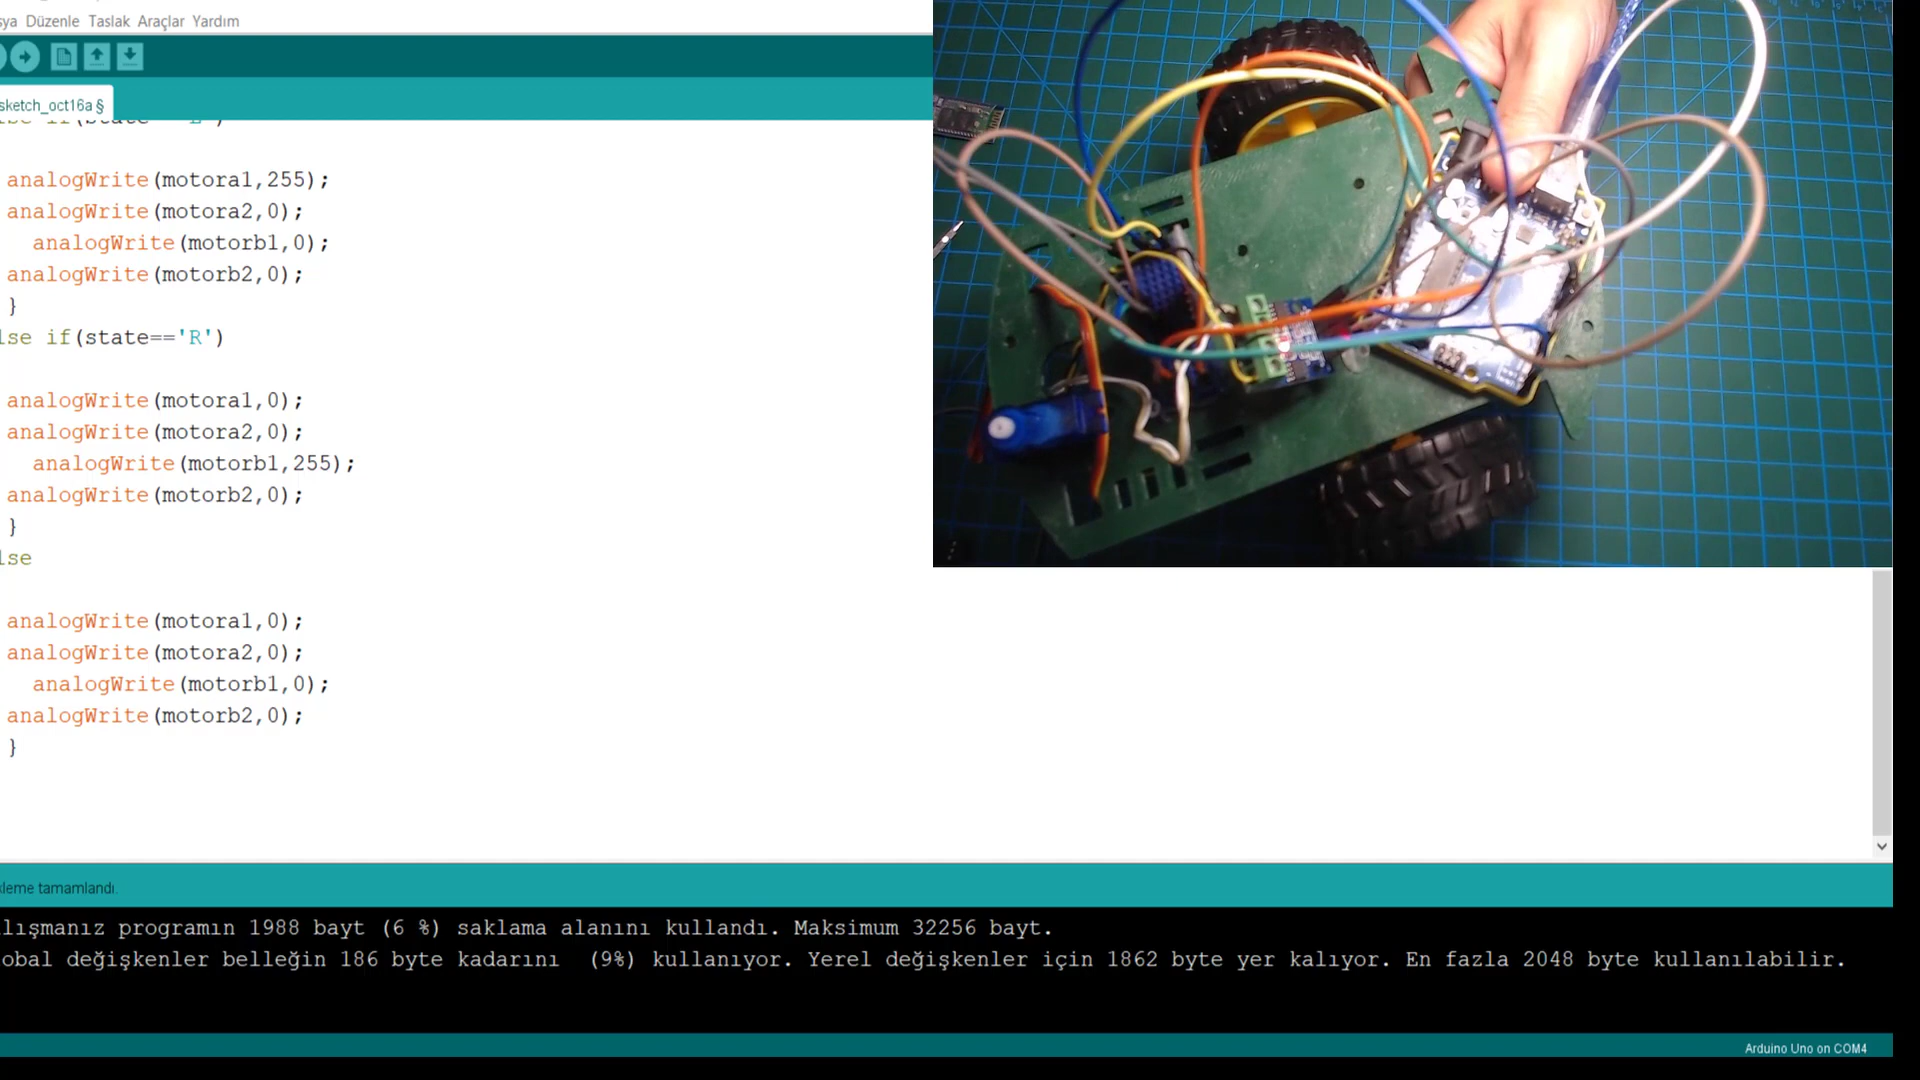 Düzenle Taslak Araçlar Yardım
sketch_oct16a §
analogWrite(motora1,255);
analogWrite(motora2,0);
analogWrite(motorb1,0);
analogWrite(motorb2,0);
}
lse if(state=='R')
analogWrite(motora1,0);
analogWrite(motora2,0);
analogWrite(motorb1,255);
analogWrite(motorb2,0);
}
lse
analogWrite(motora1,0);
analogWrite(motora2,0);
analogWrite(motorb1,0);
analogWrite(motorb2,0);
}
kleme tamamlandı.
lışmanız programın 1988 bayt (6 %) saklama alanını kullandı. Maksimum 32256 bayt.
obal değişkenler belleğin 186 byte kadarını (9%) kullanıyor. Yerel değişkenler için 1862 byte yer kalıyor. En fazla 2048 byte kullanılabilir.
Arduino Uno on COM4